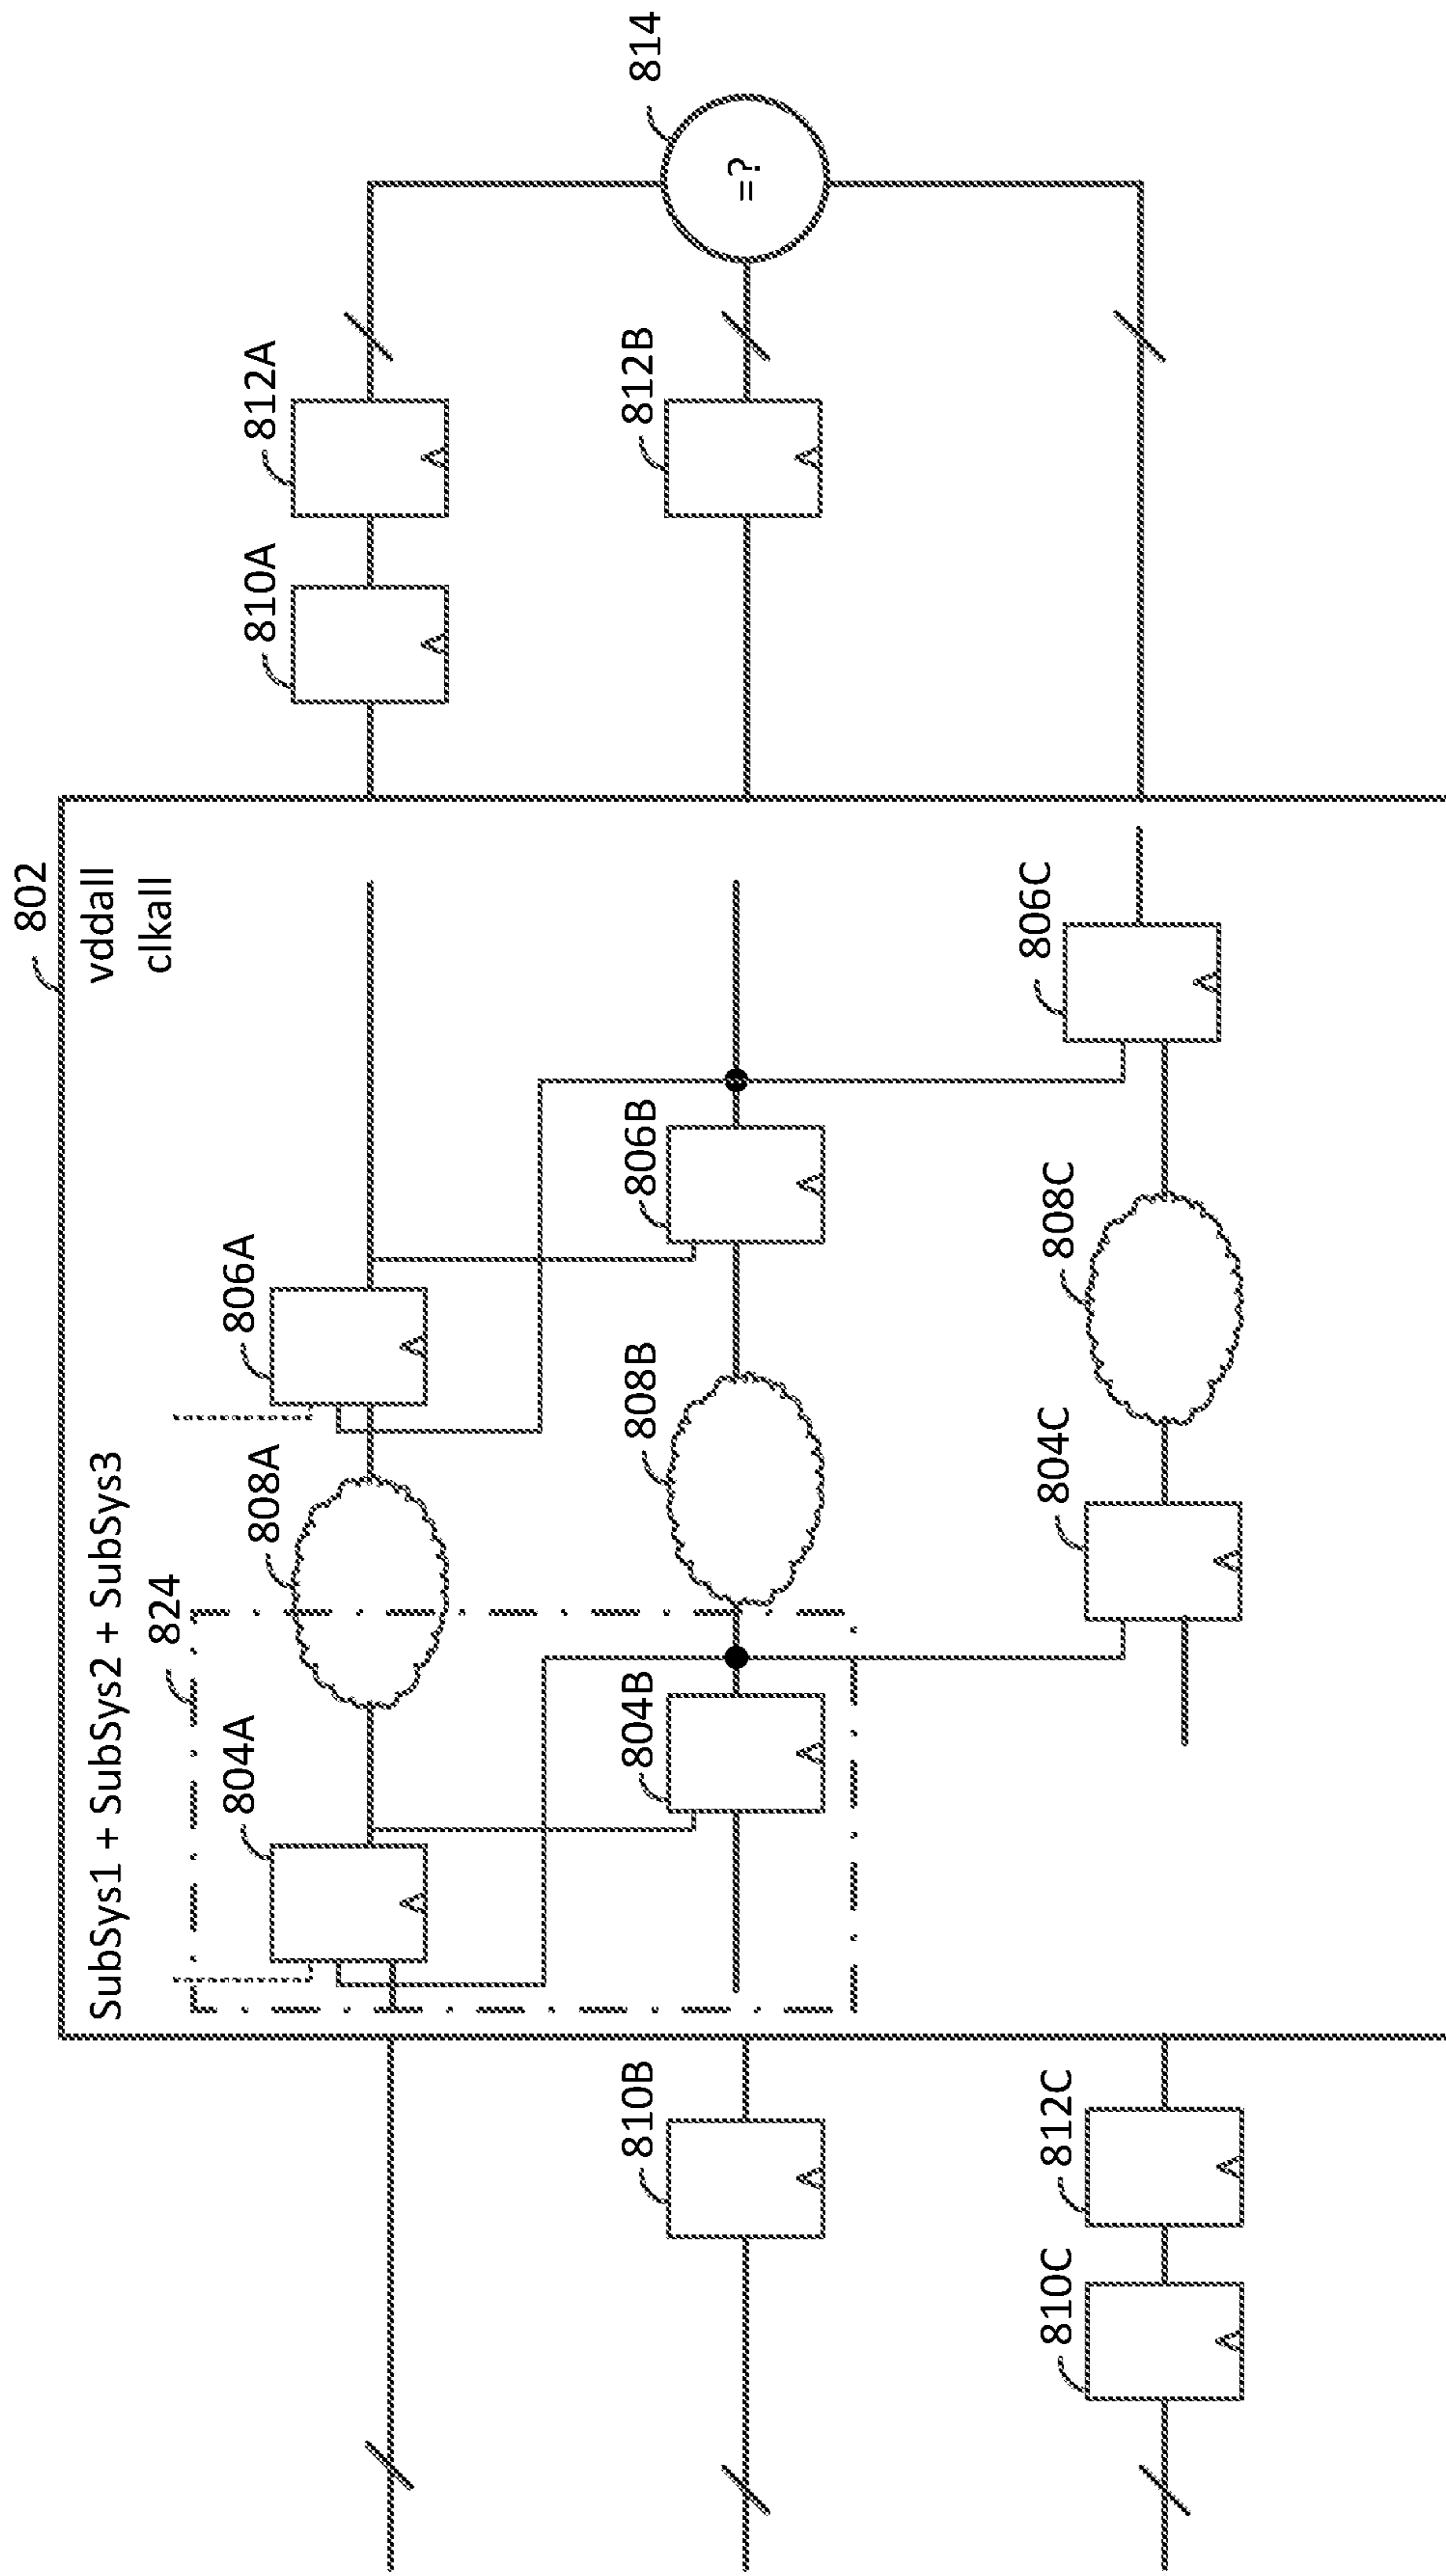 802
vddall
clkall
SubSys1 + SubSys2 + SubSys3
824
804A
808A
806A
810A
812A
814
=?
810B
804B
808B
806B
812B
810C
812C
804C
808C
806C